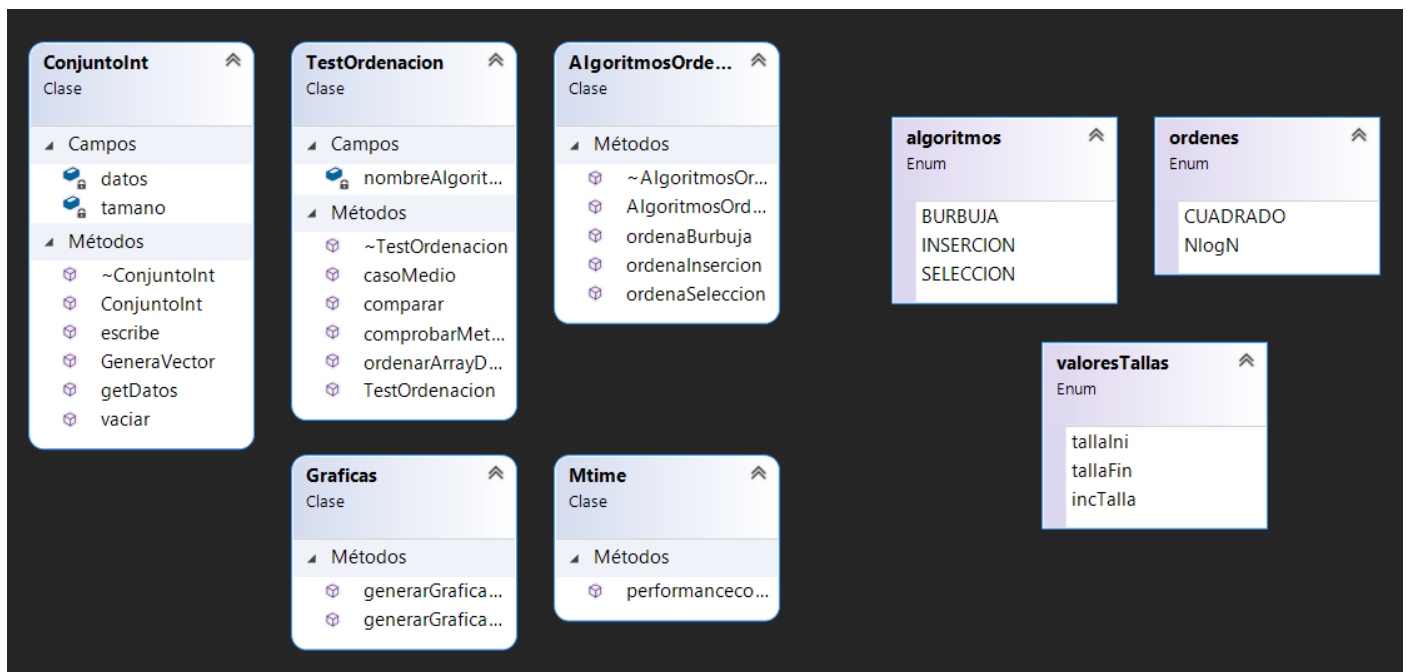 ConjuntoInt
Clase
Campos
datos
tamano
Métodos
~ConjuntoInt
ConjuntoInt
escribe
GeneraVector
getDatos
vaciar
TestOrdenacion
Clase
Campos
nombreAlgorit...
Métodos
~TestOrdenacion
casoMedio
comparar
comprobarMet...
ordenarArrayD...
TestOrdenacion
AlgoritmosOrde...
Clase
Métodos
~AlgoritmosOr...
AlgoritmosOrd...
ordenaBurbuja
ordenaInsercion
ordenaSeleccion
algoritmos
Enum
BURBUJA
INSERCION
SELECCION
ordenes
Enum
CUADRADO
NlogN
valoresTallas
Enum
tallaIni
tallaFin
incTalla
Graficas
Clase
Métodos
generarGrafica...
generarGrafica...
Mtime
Clase
Métodos
performanceco...